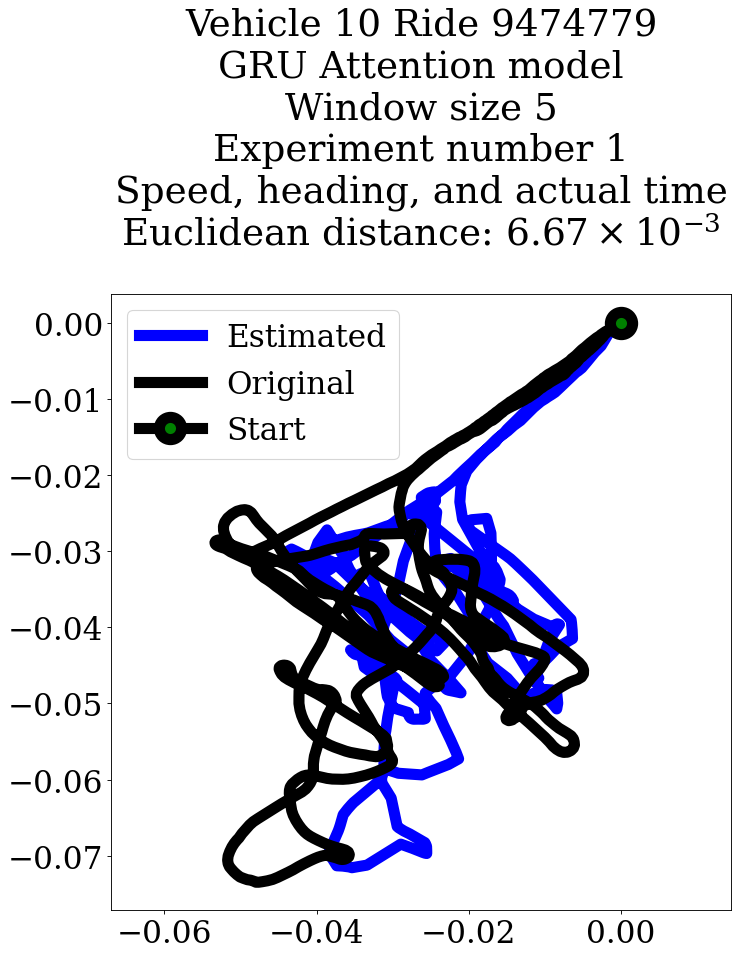 Vehicle 10 Ride 9474779
GRU Attention model
Window size 5
Experiment number 1
Speed, heading, and actual time
Euclidean distance: 6.67 × 10⁻³
Estimated
Original
Start
0.00
−0.01
−0.02
−0.03
−0.04
−0.05
−0.06
−0.07
−0.06 −0.04 −0.02 0.00